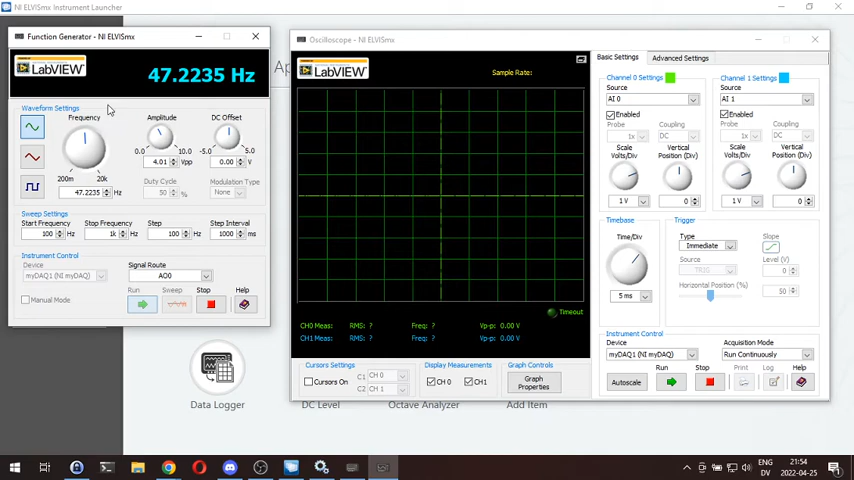 NI ELVISmx Instrument Launcher
Function Generator - NI ELVISmx
NATIONAL INSTRUMENTS
LabVIEW
47.2235 Hz
Waveform Settings
Frequency
200m 20k
47.2235 Hz
Amplitude
0.0 10.0
4.01 Vpp
DC Offset
-5.0 5.0
0.00 V
Duty Cycle
50 %
Modulation Type
None
Sweep Settings
Start Frequency Stop Frequency Step Step Interval
100 Hz 1k Hz 100 Hz 1000 ms
Instrument Control
Device
myDAQ1 (NI myDAQ)
Signal Route
AO0
Manual Mode
Run Sweep Stop Help
Ap
Data Logger
DC Level
Octave Analyzer
Add Item
Oscilloscope - NI ELVISmx
LabVIEW
Sample Rate:
Timeout
CH0 Meas: RMS: ? Freq: ? Vp-p: 0.00 V
CH1 Meas: RMS: ? Freq: ? Vp-p: 0.00 V
Cursors Settings
Cursors On
C1 CH 0
C2 CH 1
Display Measurements
CH 0 CH1
Graph Controls
Graph
Properties
Basic Settings Advanced Settings
Channel 0 Settings
Source
AI 0
Enabled
Probe Coupling
1x DC
Scale Vertical
Volts/Div Position (Div)
1 V 0
Channel 1 Settings
Source
AI 1
Enabled
Probe Coupling
1x DC
Scale Vertical
Volts/Div Position (Div)
1 V 0
Timebase
Time/Div
5 ms
Trigger
Type Slope
Immediate
Source Level (V)
TRIG 0
Horizontal Position (%)
50
Instrument Control
Device Acquisition Mode
myDAQ1 (NI myDAQ) Run Continuously
Run Stop Print Log Help
Autoscale
ENG
DV
21:54
2022-04-25